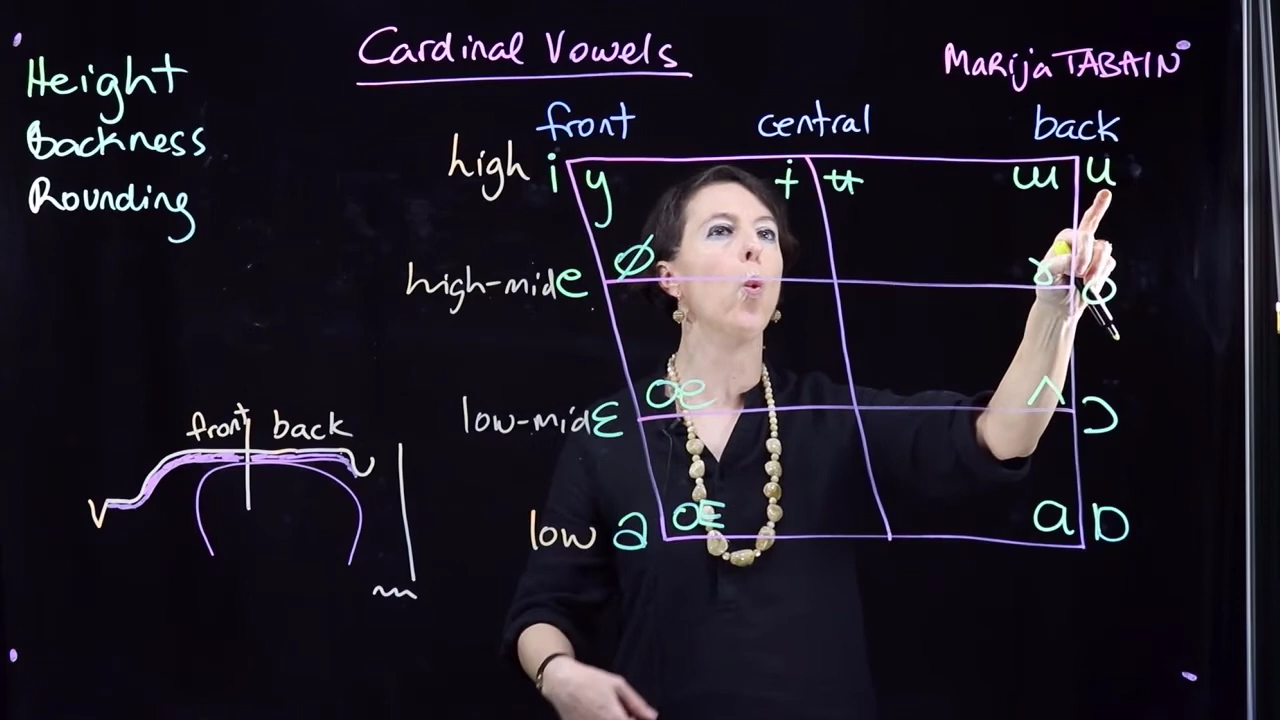 Cardinal Vowels
Marija TABAIN
Height
Backness
Rounding
front central back
high i y ɨ ʉ ɯ u
high-mid e ø ɤ o
low-mid ɛ œ ʌ ɔ
low a ɶ ɑ ɒ
front back